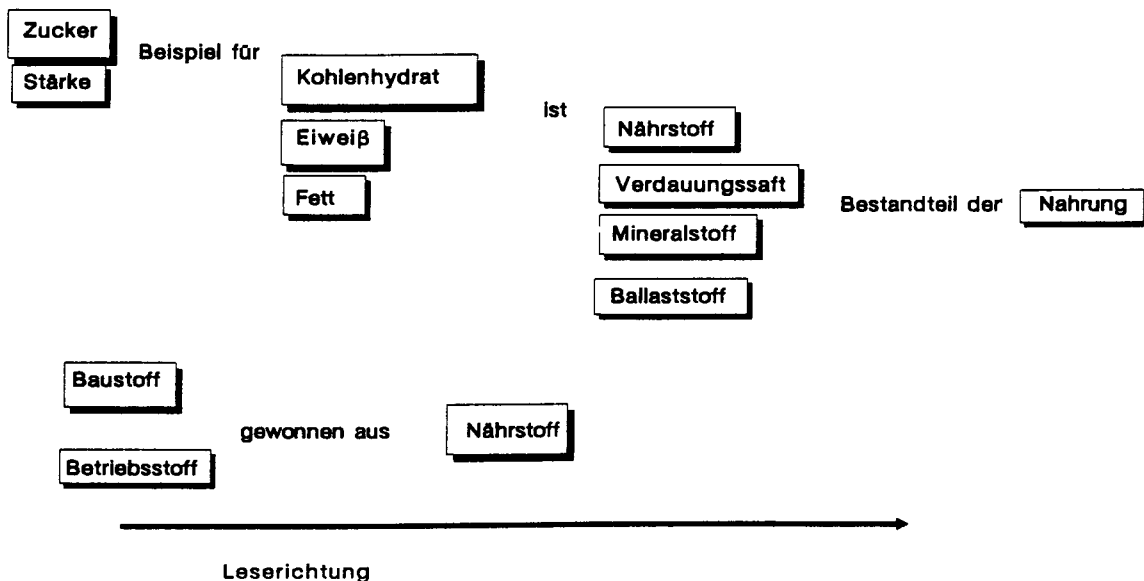 Zucker
Stärke
Beispiel für
Kohlenhydrat
Eiweiß
Fett
ist
Nährstoff
Verdauungssaft
Mineralstoff
Ballaststoff
Bestandteil der
Nahrung
Baustoff
Betriebsstoff
gewonnen aus
Nährstoff
Leserichtung